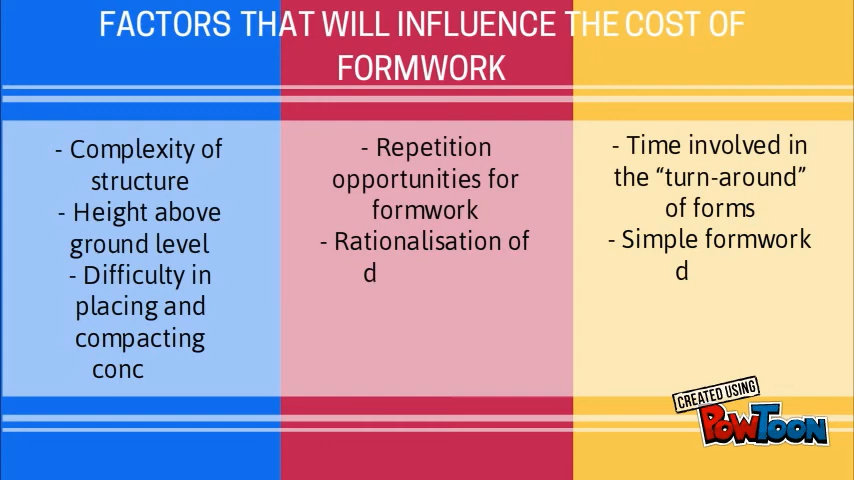 FACTORS THAT WILL INFLUENCE THE COST OF
FORMWORK
- Complexity of
structure
- Height above
ground level
- Difficulty in
placing and
compacting
conc
- Repetition
opportunities for
formwork
- Rationalisation of
d
- Time involved in
the “turn-around”
of forms
- Simple formwork
d
CREATED USING
POWTOON